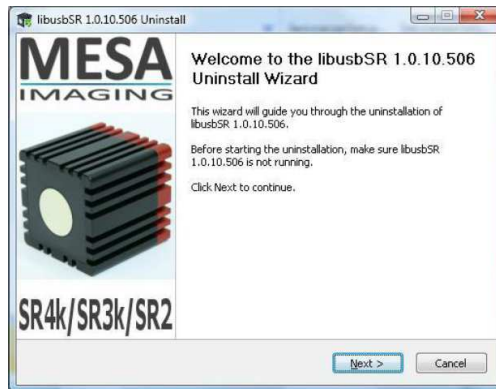 libusbSR 1.0.10.506 Uninstall
MESA
IMAGING
SR4k/SR3k/SR2
Welcome to the libusbSR 1.0.10.506
Uninstall Wizard
This wizard will guide you through the uninstallation of
libusbSR 1.0.10.506.
Before starting the uninstallation, make sure libusbSR
1.0.10.506 is not running.
Click Next to continue.
Next >
Cancel